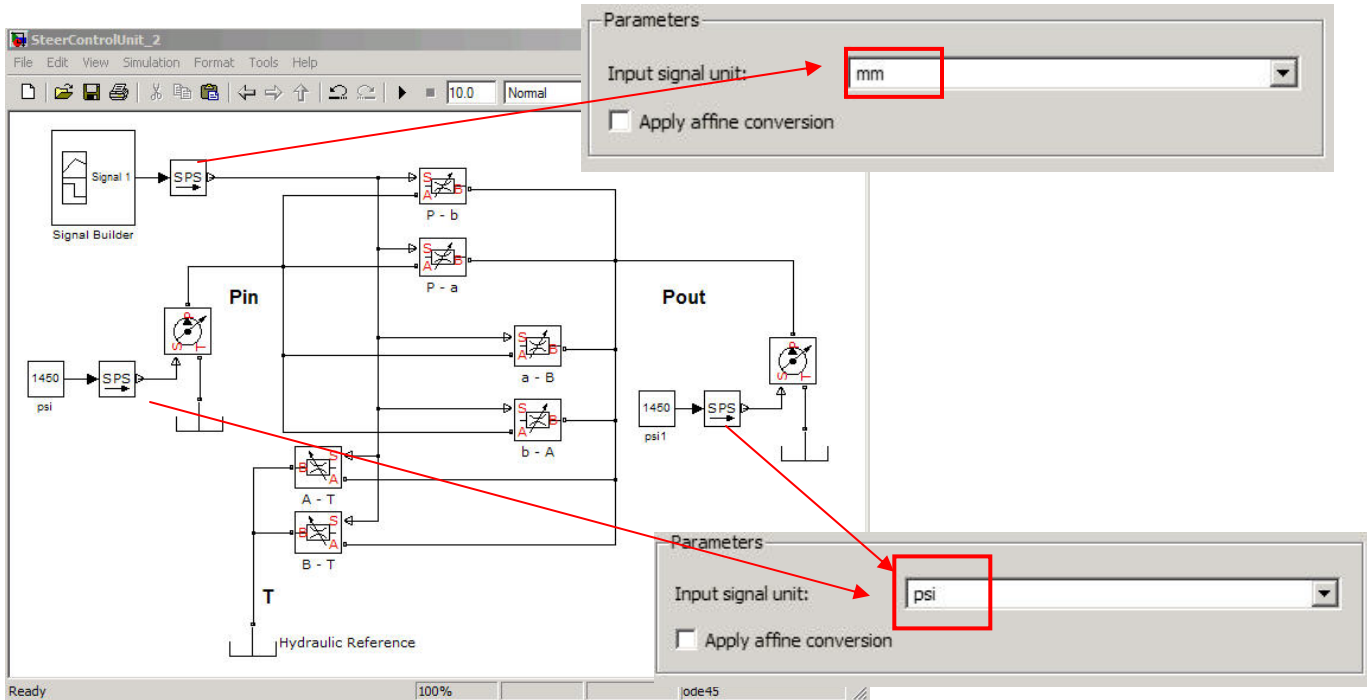 SteerControlUnit_2
File Edit View Simulation Format Tools Help
10.0 Normal
Parameters
Input signal unit: mm
Apply affine conversion
Signal 1
SPS
Signal Builder
S
A
B
P - b
S
A
B
P - a
Pin
Pout
P
S
T
1450
SPS
psi
S
A
B
a - B
S
A
B
b - A
P
S
T
1450
SPS
psi1
S
B
A
A - T
S
B
A
B - T
T
Hydraulic Reference
Parameters
Input signal unit: psi
Apply affine conversion
Ready 100% ode45